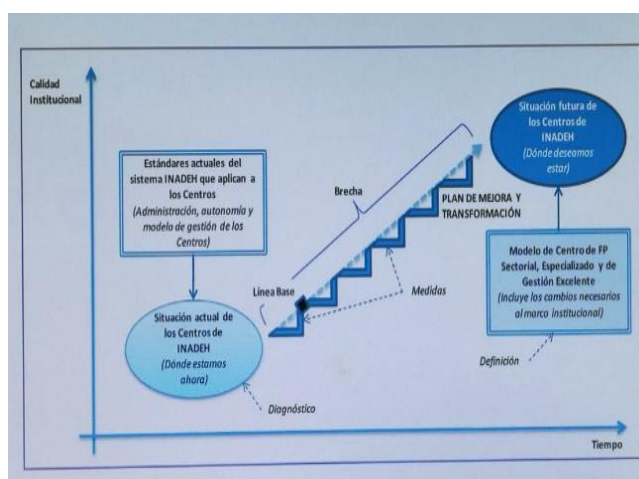 Calidad
Institucional
Estándares actuales del
sistema INADEH que aplican a
los Centros
(Administración, autonomía y
modelo de gestión de los
Centros)
Situación actual de
los Centros de
INADEH
(Dónde estamos
ahora)
Diagnóstico
Línea Base
Brecha
Medidas
PLAN DE MEJORA Y
TRANSFORMACIÓN
Situación futura de
los Centros de
INADEH
(Dónde deseamos
estar)
Modelo de Centro de FP
Sectorial, Especializado y de
Gestión Excelente
(incluye los cambios necesarios
al marco institucional)
Definición
Tiempo